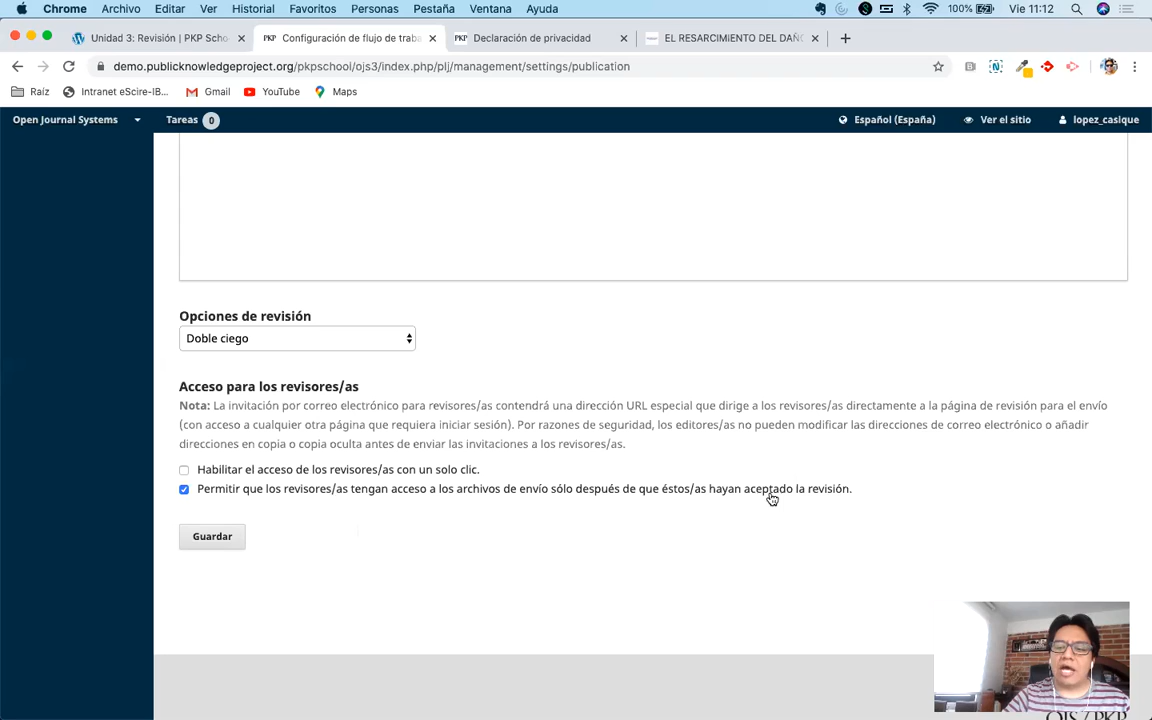 Chrome Archivo Editar Ver Historial Favoritos Personas Pestaña Ventana Ayuda 100% Vie 11:12
Unidad 3: Revisión | PKP Scho
PKP Configuración de flujo de traba
PKP Declaración de privacidad
EL RESARCIMIENTO DEL DAÑO
demo.publicknowledgeproject.org/pkpschool/ojs3/index.php/plj/management/settings/publication
Raíz Intranet eScire-IB... Gmail YouTube Maps
Open Journal Systems Tareas 0 Español (España) Ver el sitio lopez_casique
Opciones de revisión
Doble ciego
Acceso para los revisores/as
Nota: La invitación por correo electrónico para revisores/as contendrá una dirección URL especial que dirige a los revisores/as directamente a la página de revisión para el envío
(con acceso a cualquier otra página que requiera iniciar sesión). Por razones de seguridad, los editores/as no pueden modificar las direcciones de correo electrónico o añadir
direcciones en copia o copia oculta antes de enviar las invitaciones a los revisores/as.
Habilitar el acceso de los revisores/as con un solo clic.
Permitir que los revisores/as tengan acceso a los archivos de envío sólo después de que éstos/as hayan aceptado la revisión.
Guardar